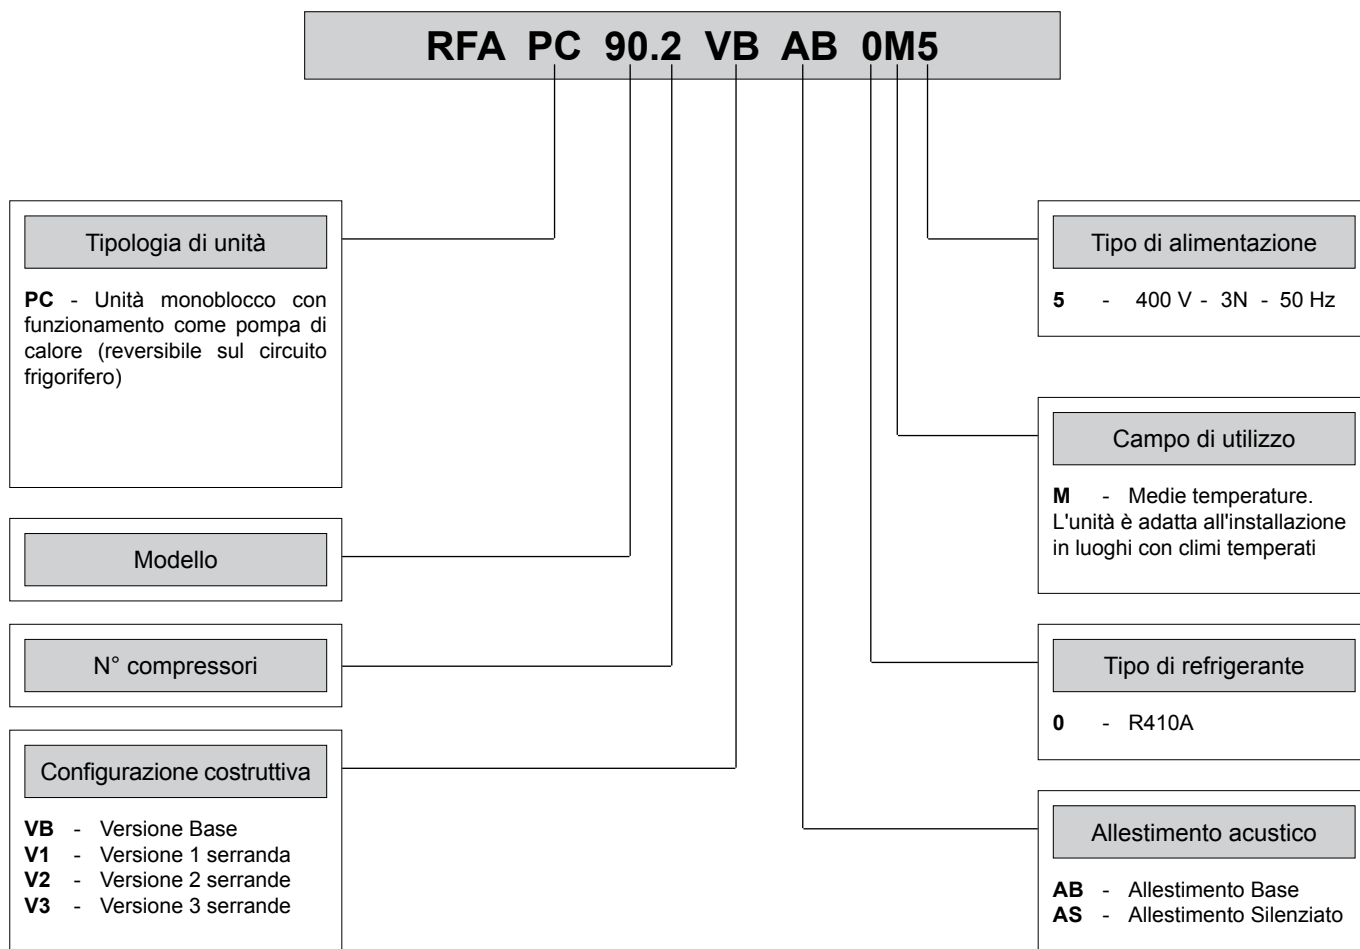 RFA PC 90.2 VB AB 0M5
Tipologia di unità
PC - Unità monoblocco con
funzionamento come pompa di
calore (reversibile sul circuito
frigorifero)
Modello
N° compressori
Configurazione costruttiva
VB - Versione Base
V1 - Versione 1 serranda
V2 - Versione 2 serrande
V3 - Versione 3 serrande
Tipo di alimentazione
5 - 400 V - 3N - 50 Hz
Campo di utilizzo
M - Medie temperature.
L'unità è adatta all'installazione
in luoghi con climi temperati
Tipo di refrigerante
0 - R410A
Allestimento acustico
AB - Allestimento Base
AS - Allestimento Silenziato